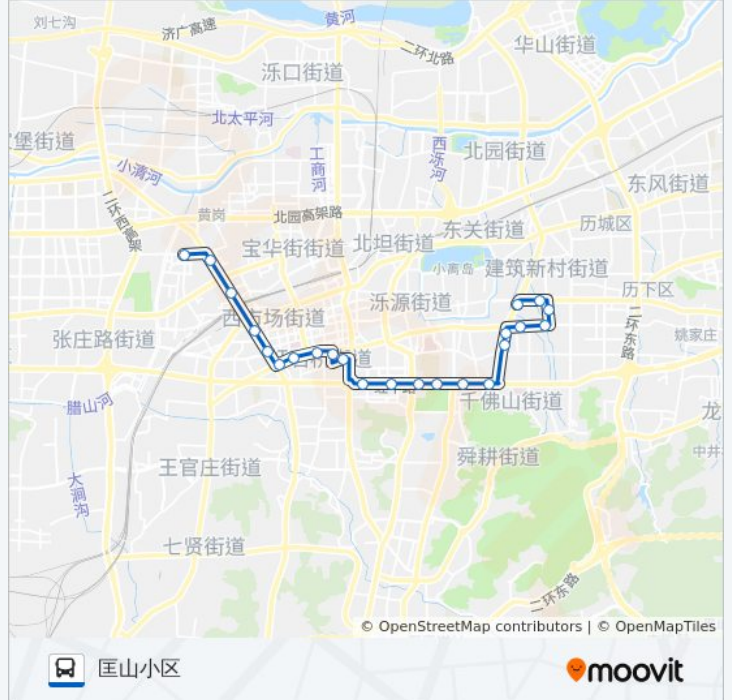 刘七沟
济广高速
黄河
二环北路
华山街道
泺口街道
北太平河
堡街道
小清河
工商河
西泺河
北园街道
东风街道
二环西高架
黄岗
北园高架路
宝华街街道
北坦街道
东关街道
历城区
小离岛
建筑新村街道
历下区
泺源街道
西市场街道
张庄路街道
二环东路
姚家庄
街道
千佛山街道
腊山河
龙
舜耕街道
中井
王官庄街道
大涧沟
七贤街道
二环东路
© OpenStreetMap contributors | © OpenMapTiles
匡山小区
moovit